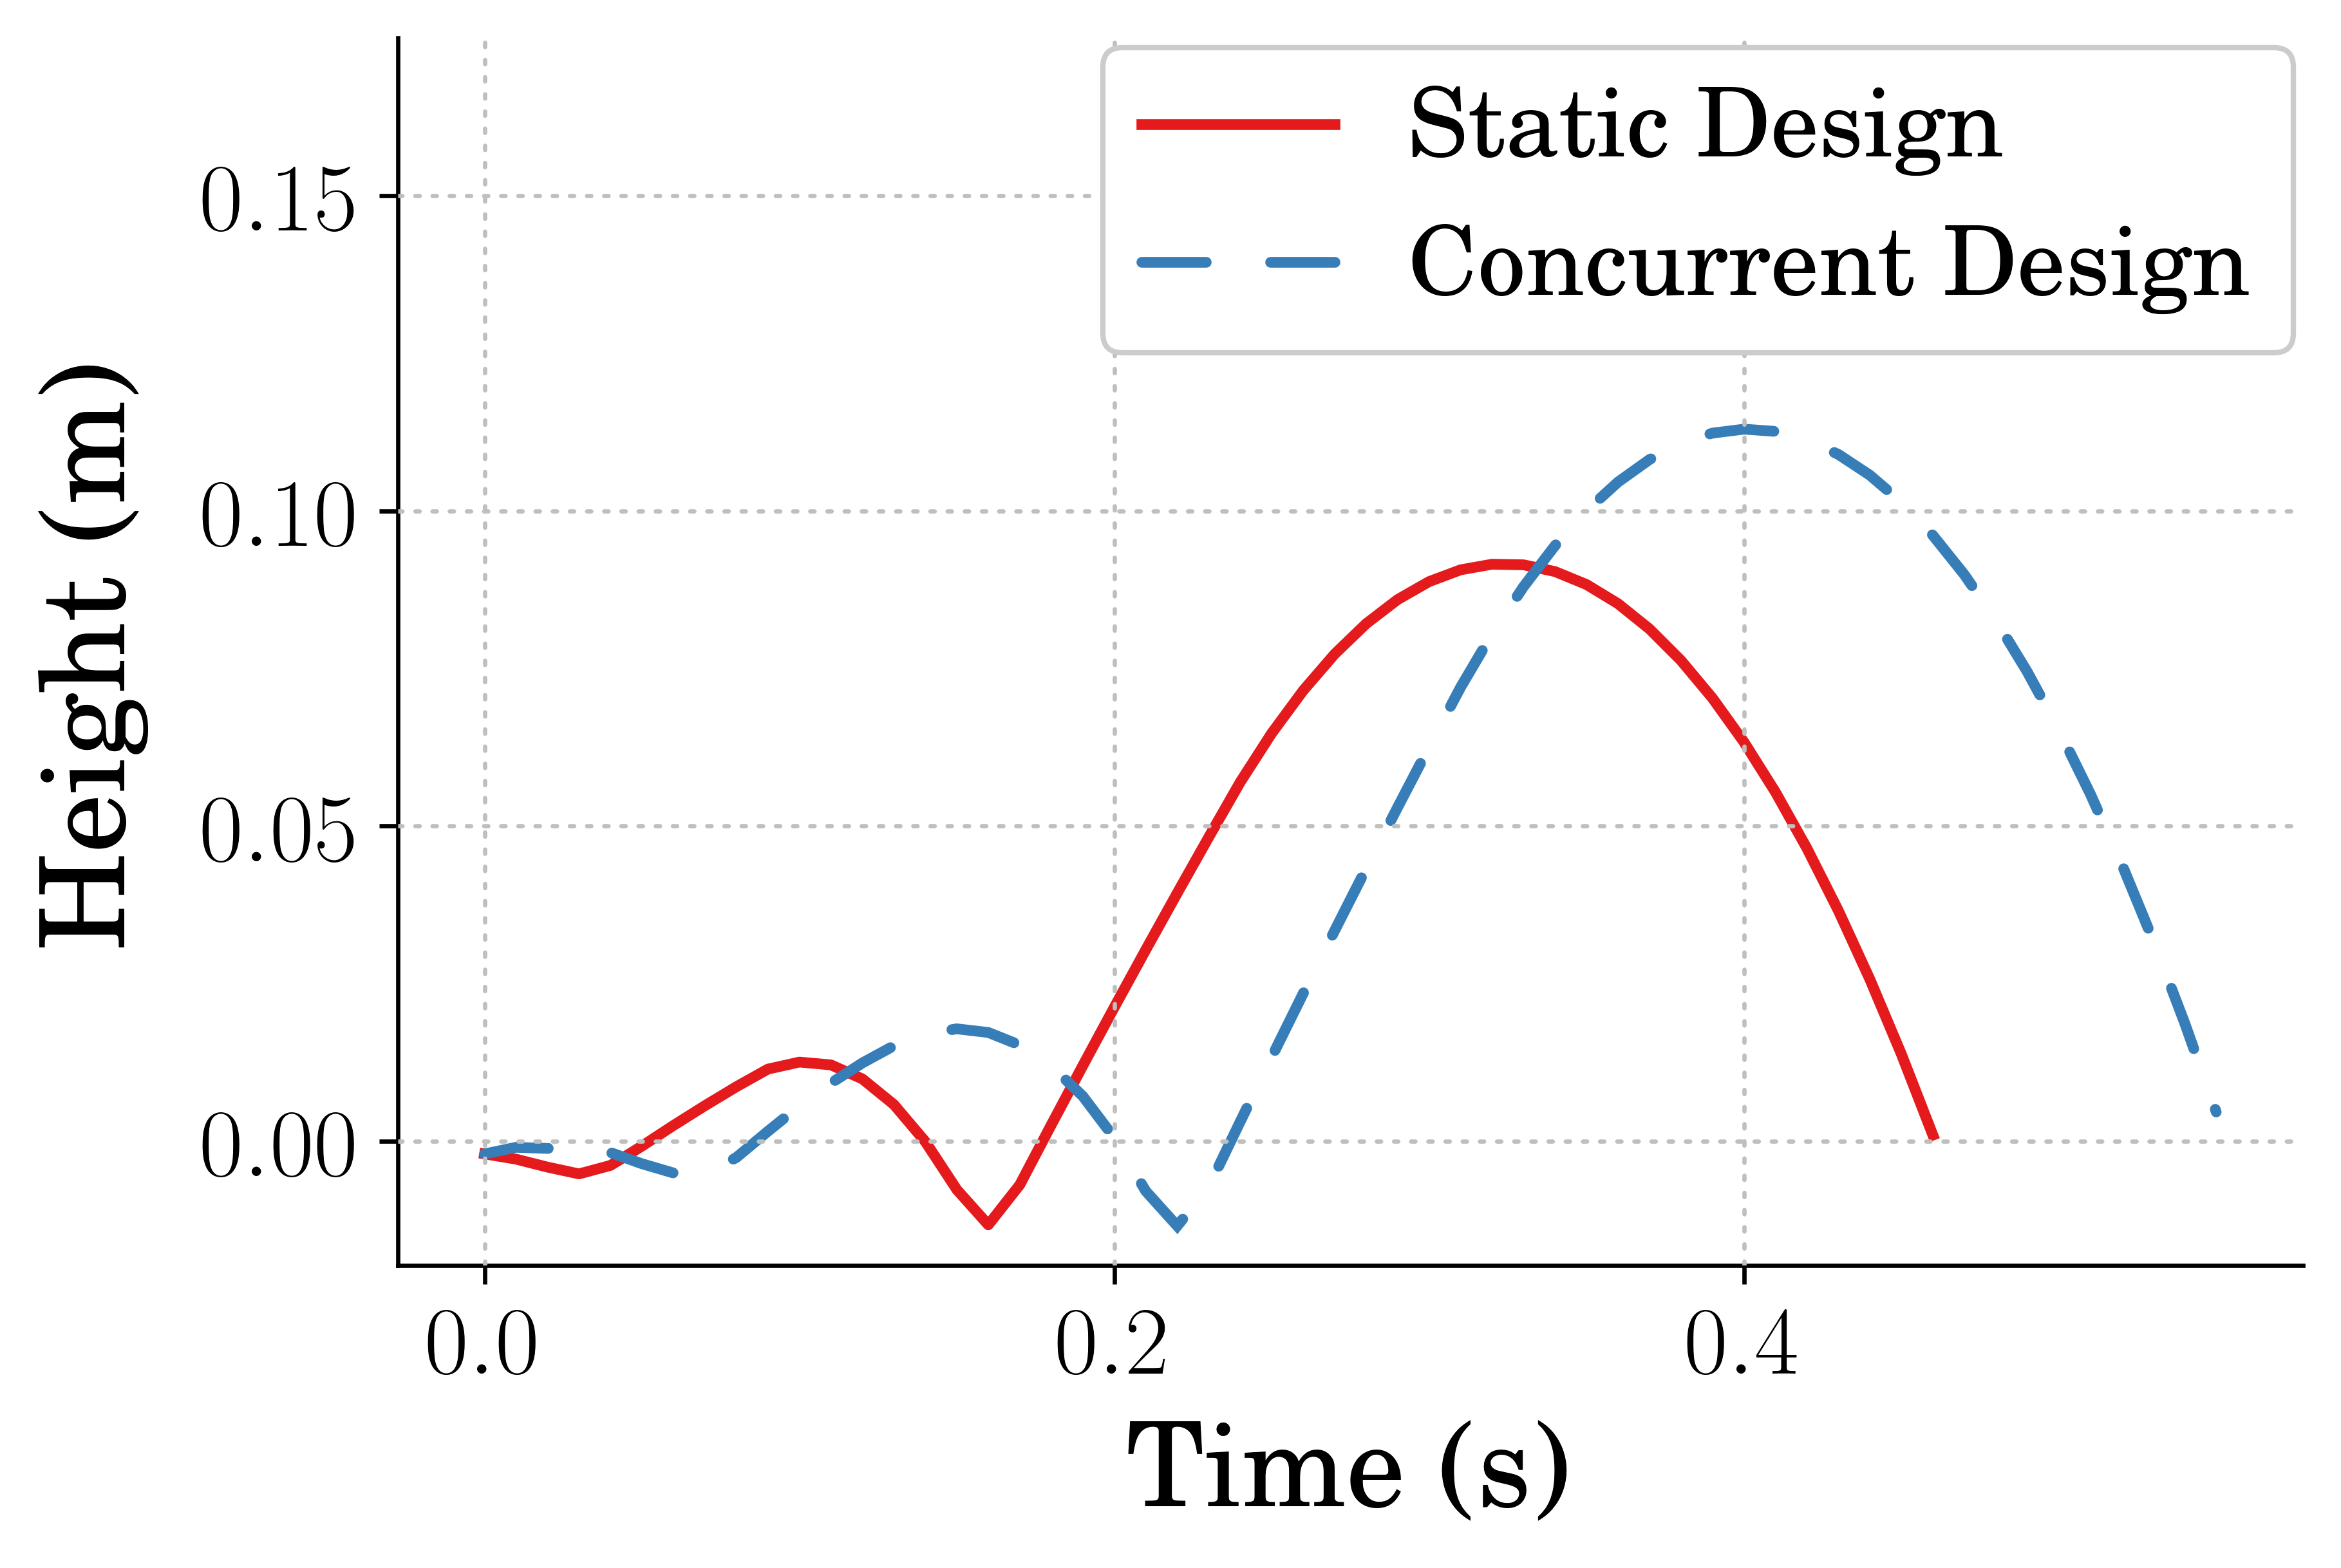 Static Design
Concurrent Design
0.15
0.10
0.05
0.00
Height (m)
0.0 0.2 0.4
Time (s)